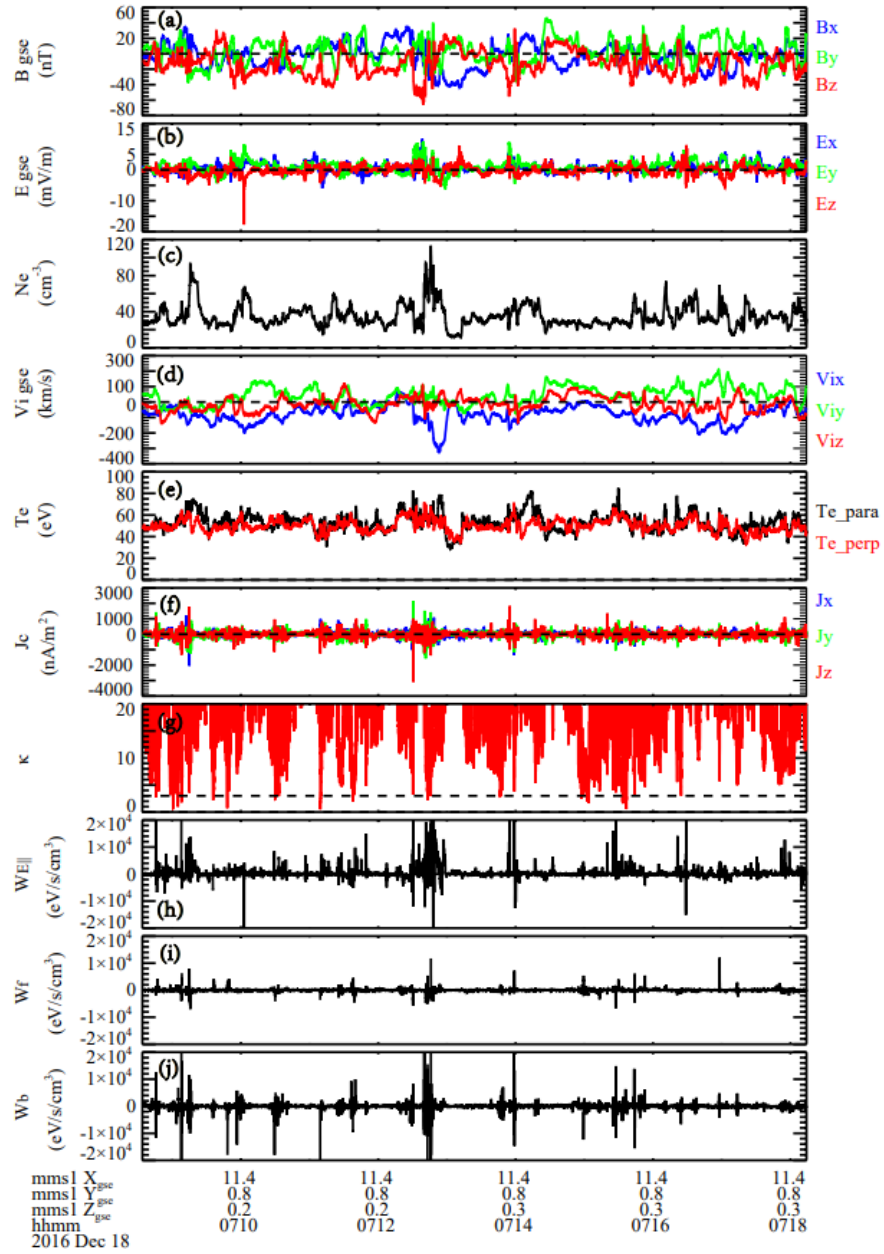 (a)
60
20
0
-40
-80
B gse
(nT)
Bx
By
Bz
(b)
15
5
0
-10
-20
E gse
(mV/m)
Ex
Ey
Ez
(c)
120
80
40
0
Ne
(cm-3)
(d)
300
100
0
-200
-400
Vi gse
(km/s)
Vix
Viy
Viz
(e)
100
80
60
40
20
0
Te
(eV)
Te_para
Te_perp
(f)
3000
1000
0
-2000
-4000
Jc
(nA/m2)
Jx
Jy
Jz
(g)
20
10
0
κ
(h)
2×10⁴
1×10⁴
0
-1×10⁴
-2×10⁴
WE||
(eV/s/cm3)
(i)
2×10⁴
1×10⁴
0
-1×10⁴
-2×10⁴
Wf
(eV/s/cm3)
(j)
2×10⁴
1×10⁴
0
-1×10⁴
-2×10⁴
Wb
(eV/s/cm3)
mms1 Xgse 11.4 11.4 11.4 11.4 11.4
mms1 Ygse 0.8 0.8 0.8 0.8 0.8
mms1 Zgse 0.2 0.2 0.3 0.3 0.3
hhmm 0710 0712 0714 0716 0718
2016 Dec 18